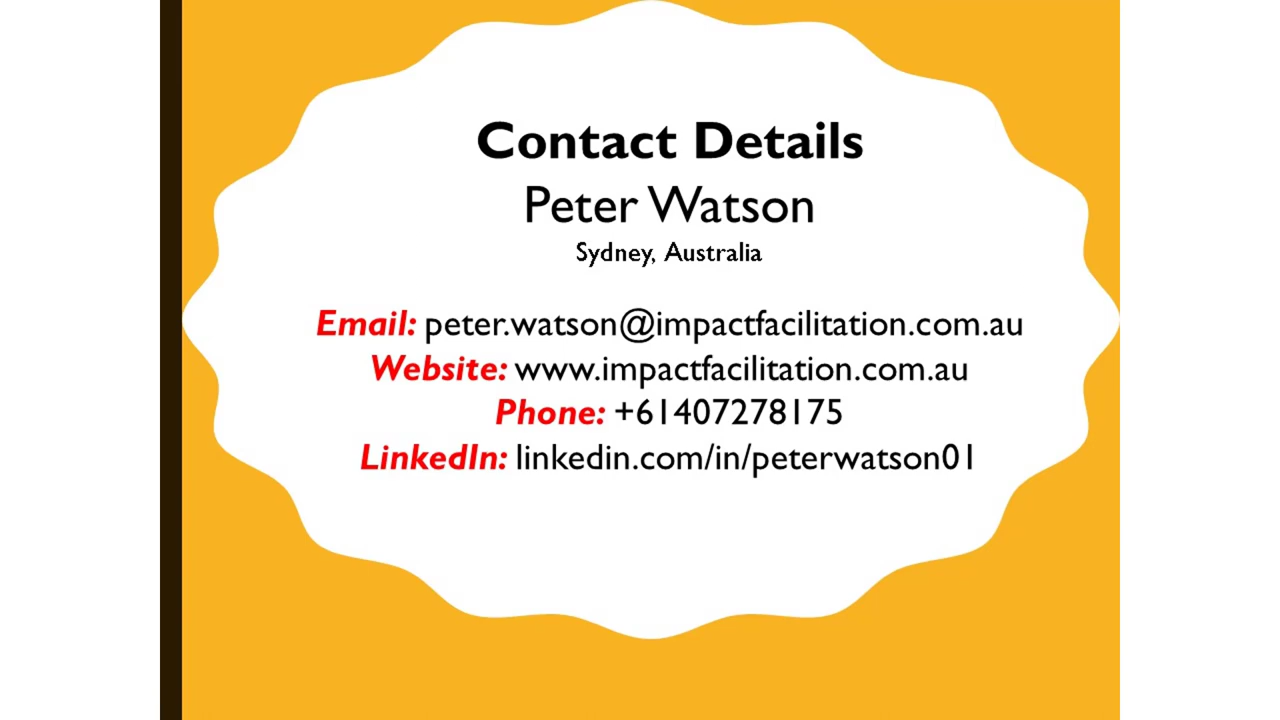 Contact Details
Peter Watson
Sydney, Australia
Email: peter.watson@impactfacilitation.com.au
Website: www.impactfacilitation.com.au
Phone: +61407278175
LinkedIn: linkedin.com/in/peterwatson01